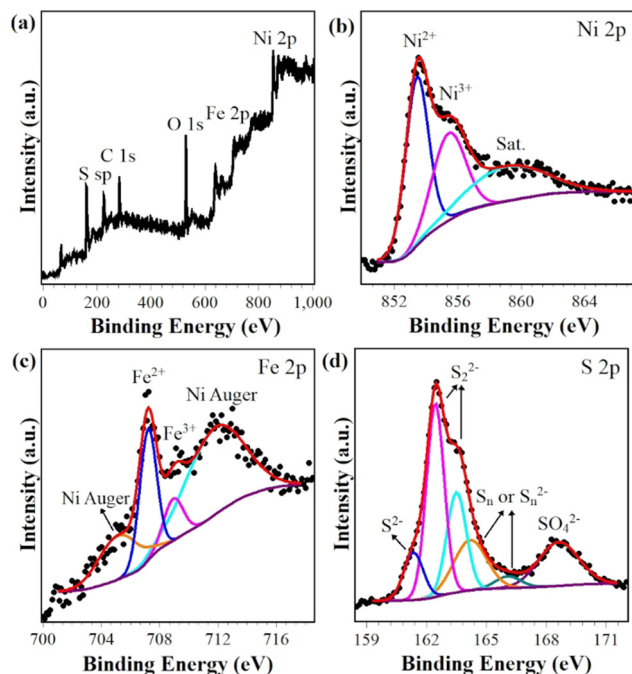 (a)
Ni 2p
Fe 2p
O 1s
C 1s
S sp
Intensity (a.u.)
0 200 400 600 800 1,000
Binding Energy (eV)
(b)
Ni 2p
Ni2+
Ni3+
Sat.
Intensity (a.u.)
852 856 860 864
Binding Energy (eV)
(c)
Fe 2p
Fe2+
Ni Auger
Fe3+
Ni Auger
Intensity (a.u.)
700 704 708 712 716
Binding Energy (eV)
(d)
S 2p
S22-
Sn or Sn2-
S2-
SO42-
Intensity (a.u.)
159 162 165 168 171
Binding Energy (eV)